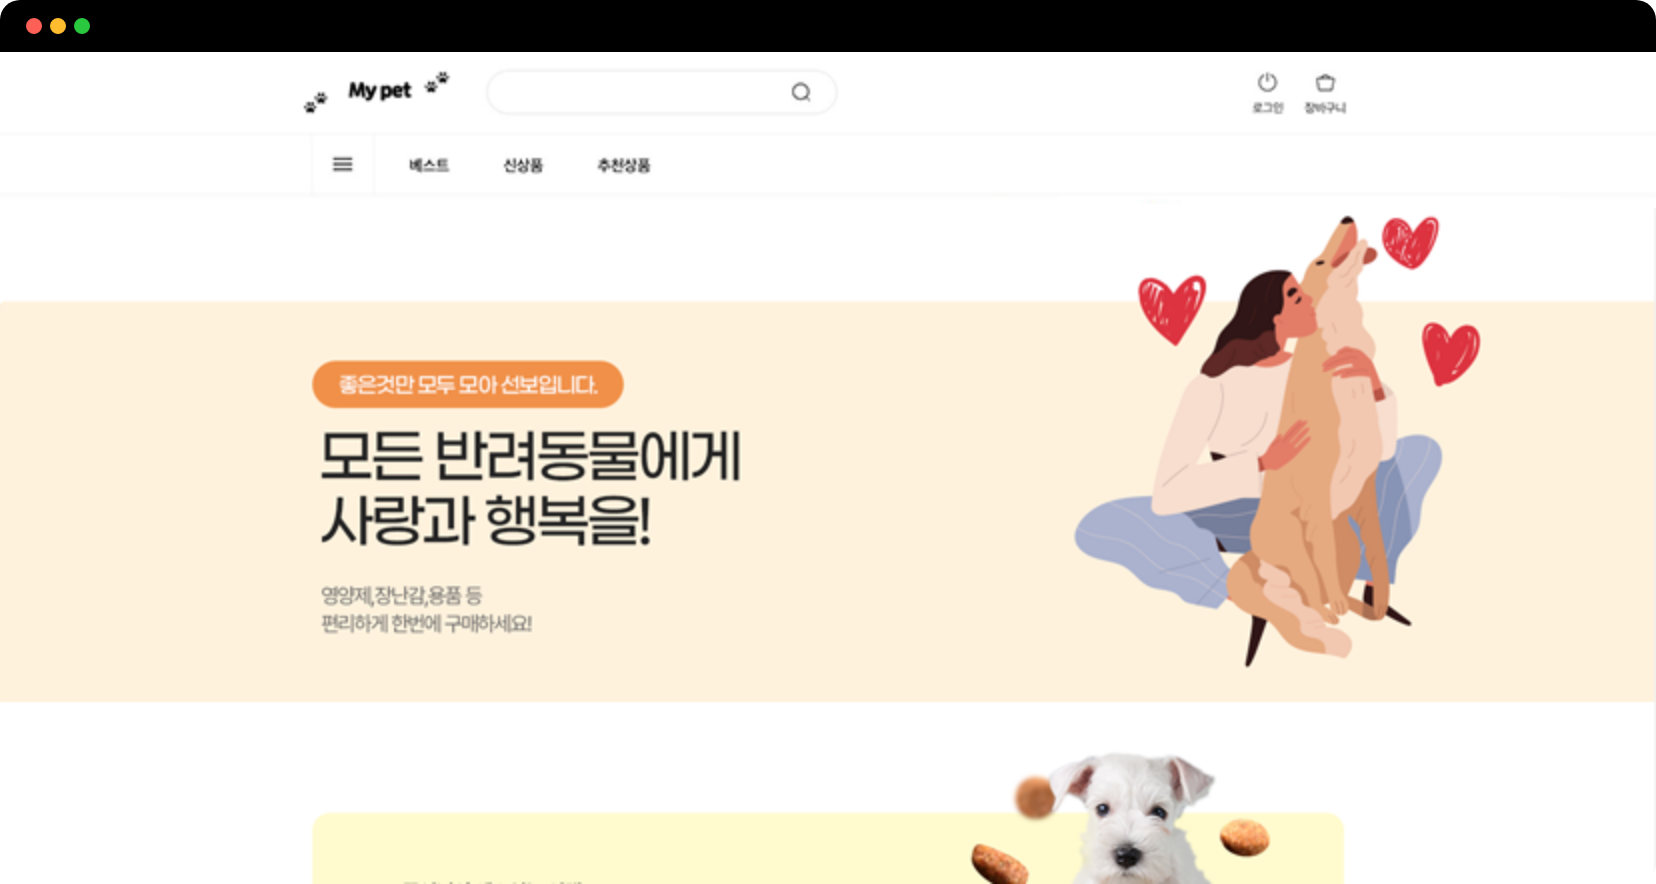 My pet
로그인
장바구니
베스트
신상품
추천상품
좋은것만 모두 모아 선보입니다.
모든 반려동물에게
사랑과 행복을!
영양제,장난감,용품 등
편리하게 한번에 구매하세요!